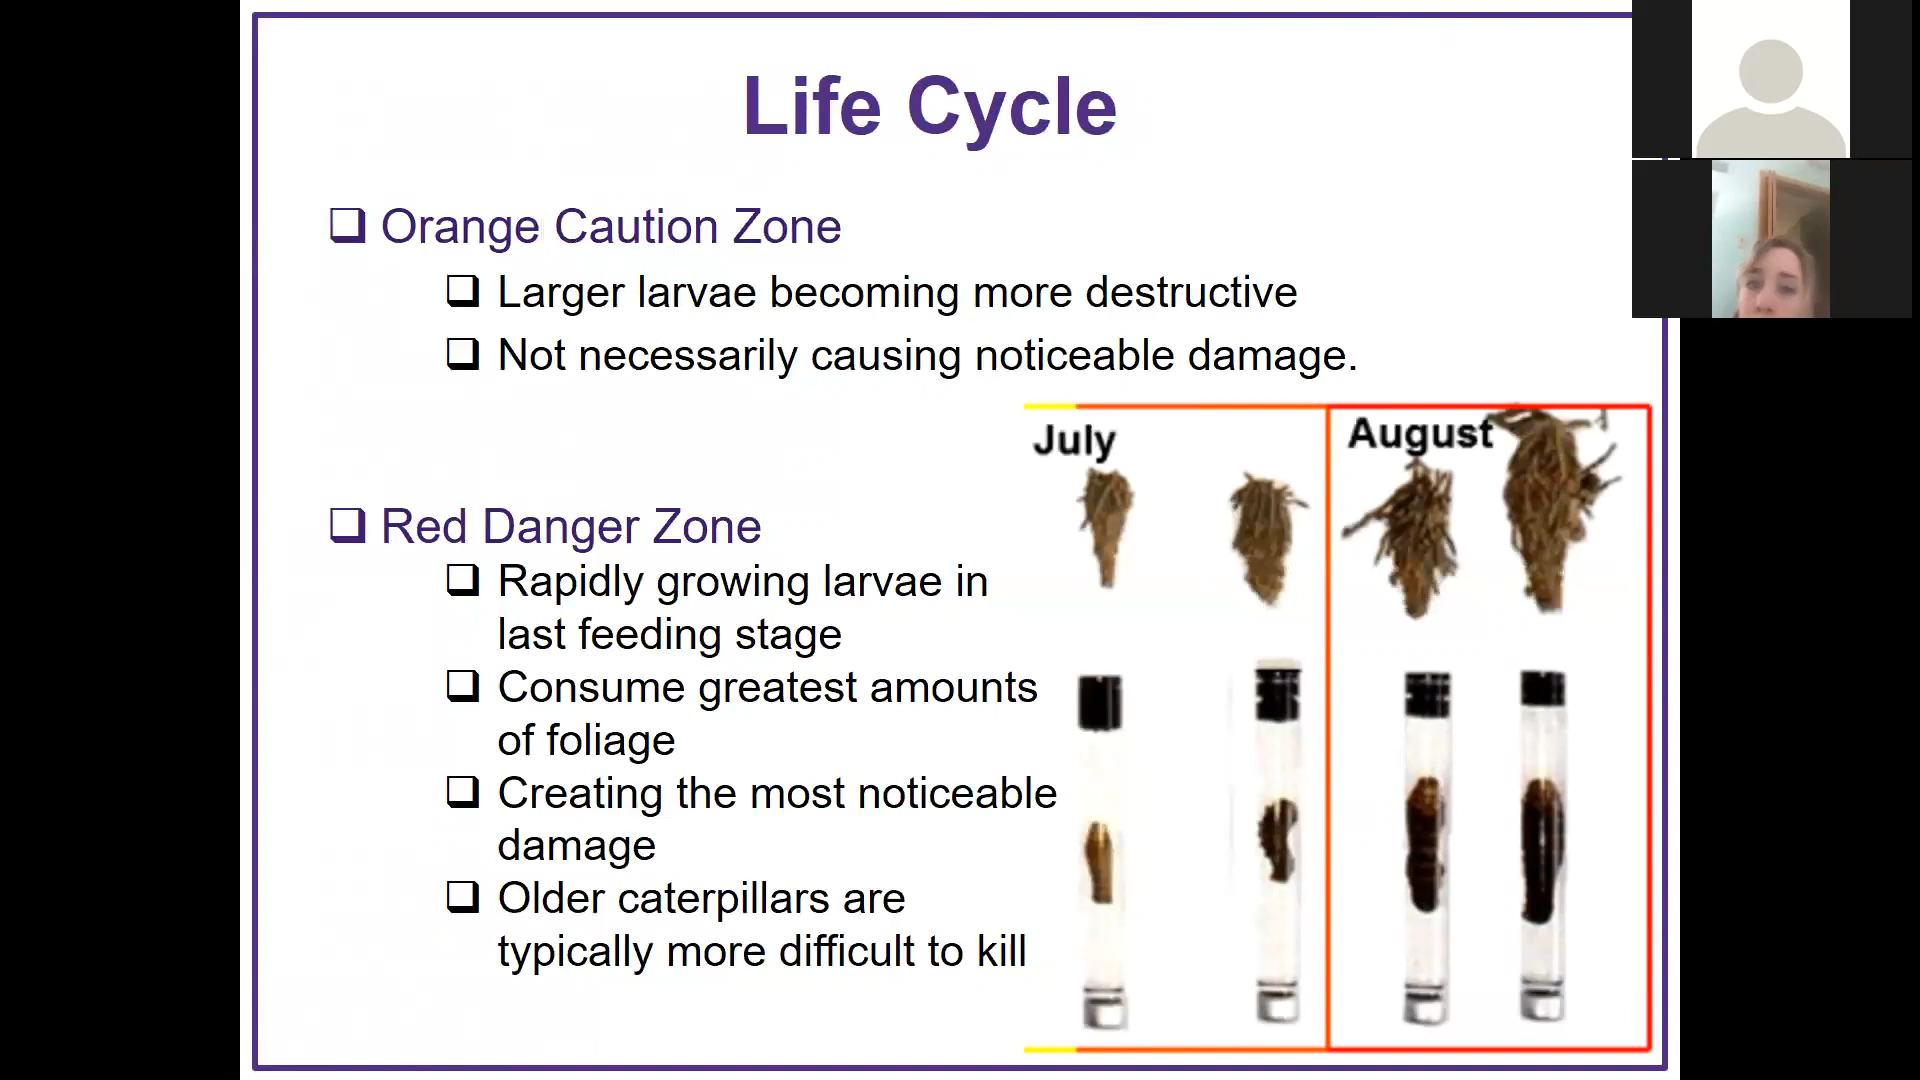 Life Cycle
Orange Caution Zone
Larger larvae becoming more destructive
Not necessarily causing noticeable damage.
July
August
Red Danger Zone
Rapidly growing larvae in
last feeding stage
Consume greatest amounts
of foliage
Creating the most noticeable
damage
Older caterpillars are
typically more difficult to kill